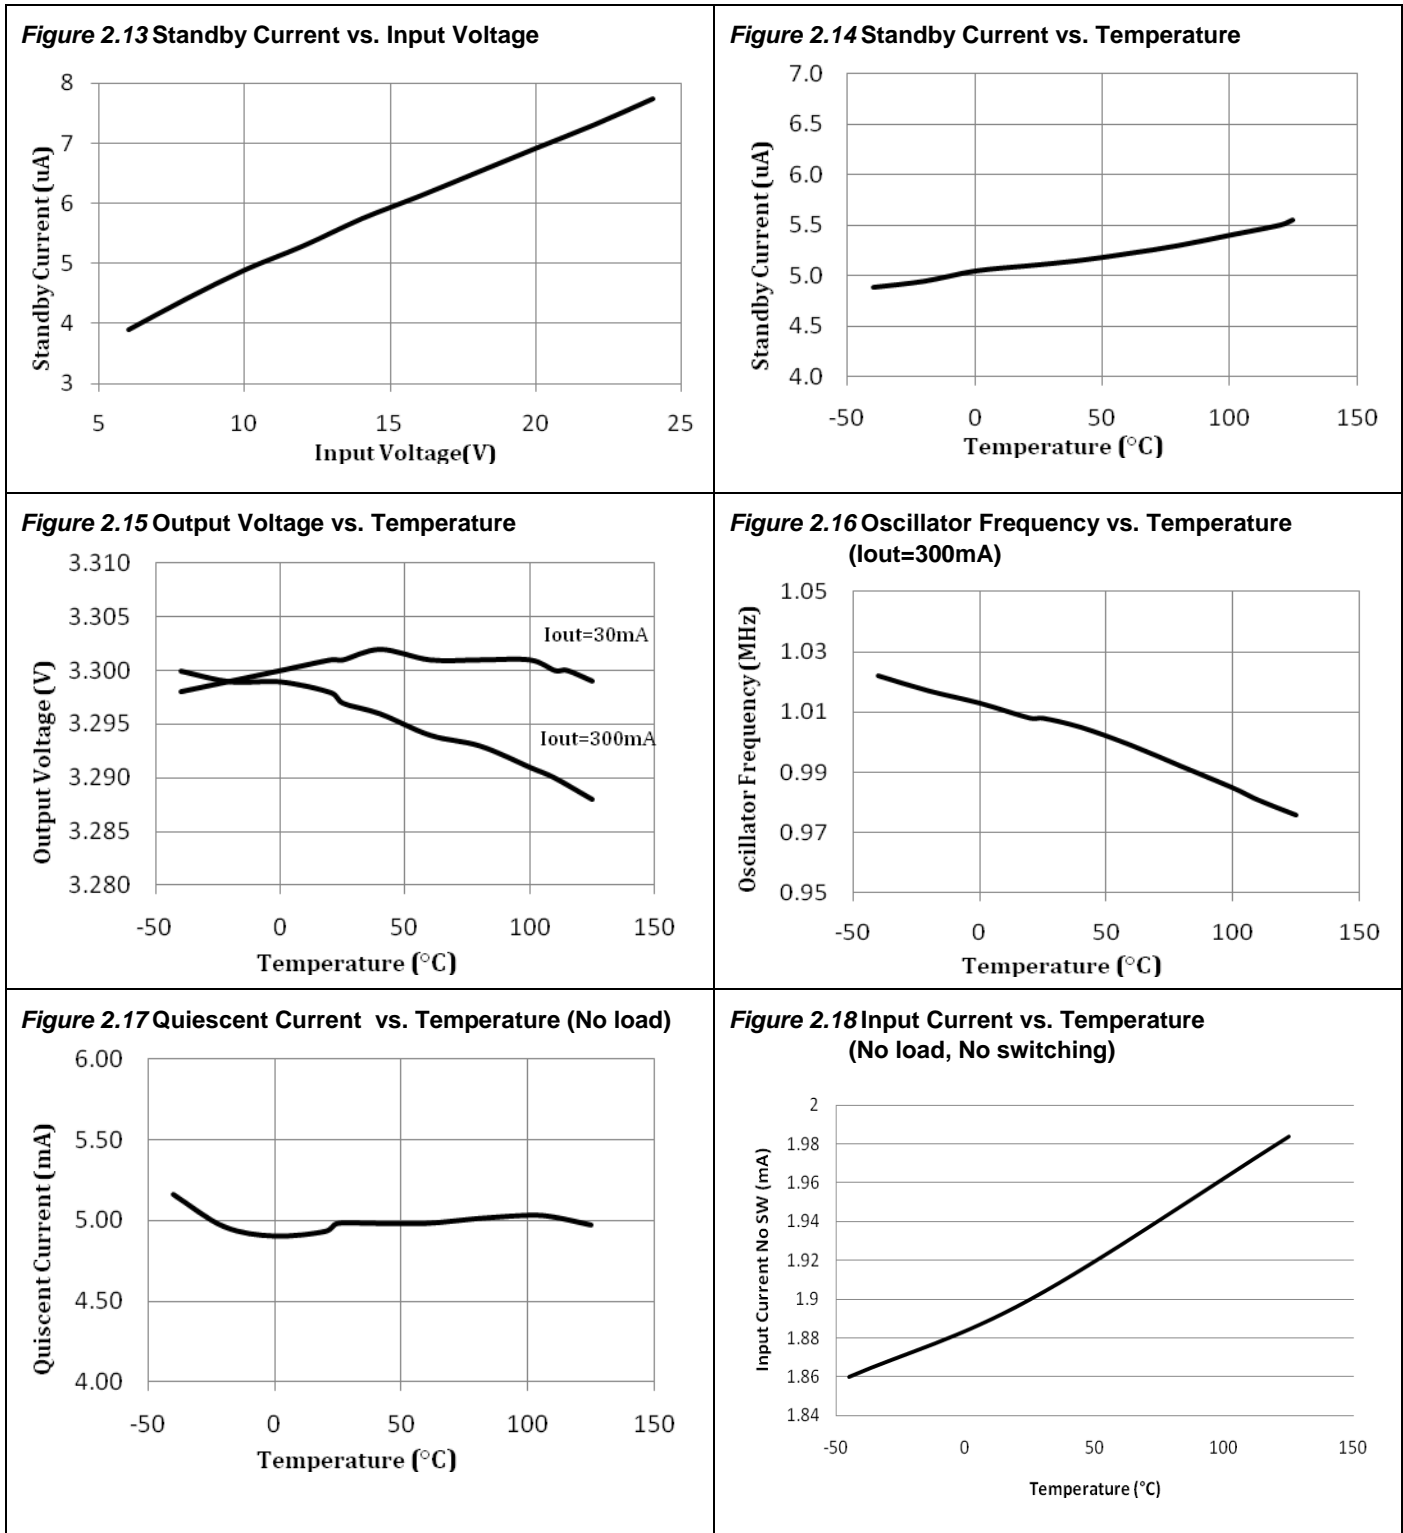 Figure 2.13 Standby Current vs. Input Voltage
8
7
6
5
4
3
Standby Current (uA)
5 10 15 20 25
Input Voltage(V)
Figure 2.14 Standby Current vs. Temperature
7.0
6.5
6.0
5.5
5.0
4.5
4.0
Standby Current (uA)
-50 0 50 100 150
Temperature (°C)
Figure 2.15 Output Voltage vs. Temperature
3.310
3.305
3.300
3.295
3.290
3.285
3.280
Output Voltage (V)
Iout=30mA
Iout=300mA
-50 0 50 100 150
Temperature (°C)
Figure 2.16 Oscillator Frequency vs. Temperature
(Iout=300mA)
1.05
1.03
1.01
0.99
0.97
0.95
Oscillator Frequency (MHz)
-50 0 50 100 150
Temperature (°C)
Figure 2.17 Quiescent Current vs. Temperature (No load)
6.00
5.50
5.00
4.50
4.00
Quiscent Current (mA)
-50 0 50 100 150
Temperature (°C)
Figure 2.18 Input Current vs. Temperature
(No load, No switching)
2
1.98
1.96
1.94
1.92
1.9
1.88
1.86
1.84
Input Current No SW (mA)
-50 0 50 100 150
Temperature (°C)